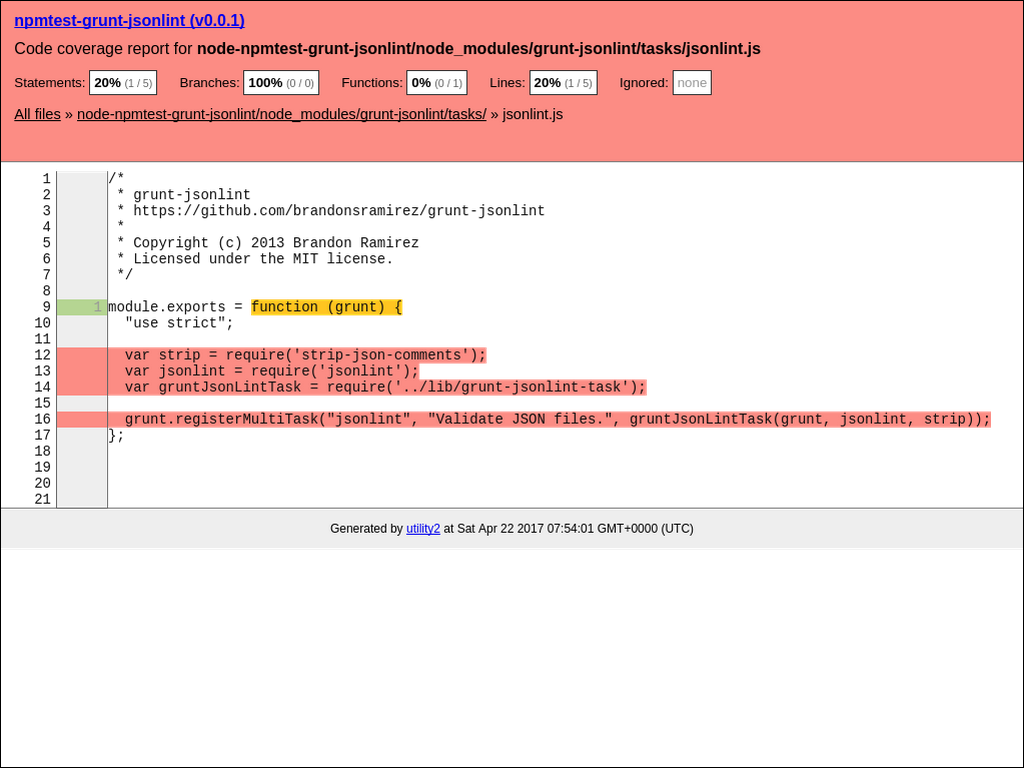 npmtest-grunt-jsonlint (v0.0.1)
Code coverage report for node-npmtest-grunt-jsonlint/node_modules/grunt-jsonlint/tasks/jsonlint.js
Statements: 20% (1 / 5) Branches: 100% (0 / 0) Functions: 0% (0 / 1) Lines: 20% (1 / 5) Ignored: none
All files » node-npmtest-grunt-jsonlint/node_modules/grunt-jsonlint/tasks/ » jsonlint.js
1 /*
2  * grunt-jsonlint
3  * https://github.com/brandonsramirez/grunt-jsonlint
4  *
5  * Copyright (c) 2013 Brandon Ramirez
6  * Licensed under the MIT license.
7  */
8
9 1 module.exports = function (grunt) {
10   "use strict";
11
12   var strip = require('strip-json-comments');
13   var jsonlint = require('jsonlint');
14   var gruntJsonLintTask = require('../lib/grunt-jsonlint-task');
15
16   grunt.registerMultiTask("jsonlint", "Validate JSON files.", gruntJsonLintTask(grunt, jsonlint, strip));
17 };
18
19
20
21
Generated by utility2 at Sat Apr 22 2017 07:54:01 GMT+0000 (UTC)